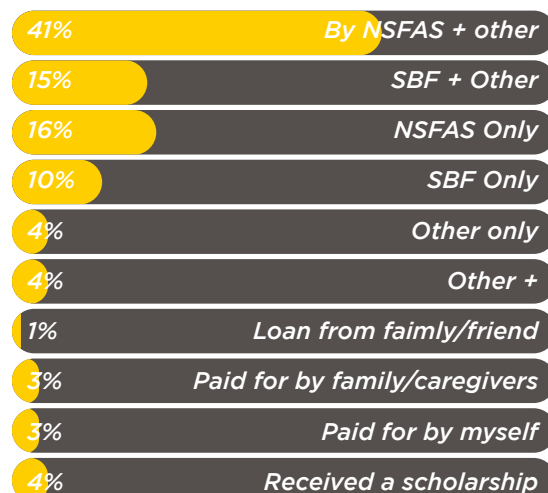 41% By NSFAS + other
15% SBF + Other
16% NSFAS Only
10% SBF Only
4% Other only
4% Other +
1% Loan from faimly/friend
3% Paid for by family/caregivers
3% Paid for by myself
4% Received a scholarship